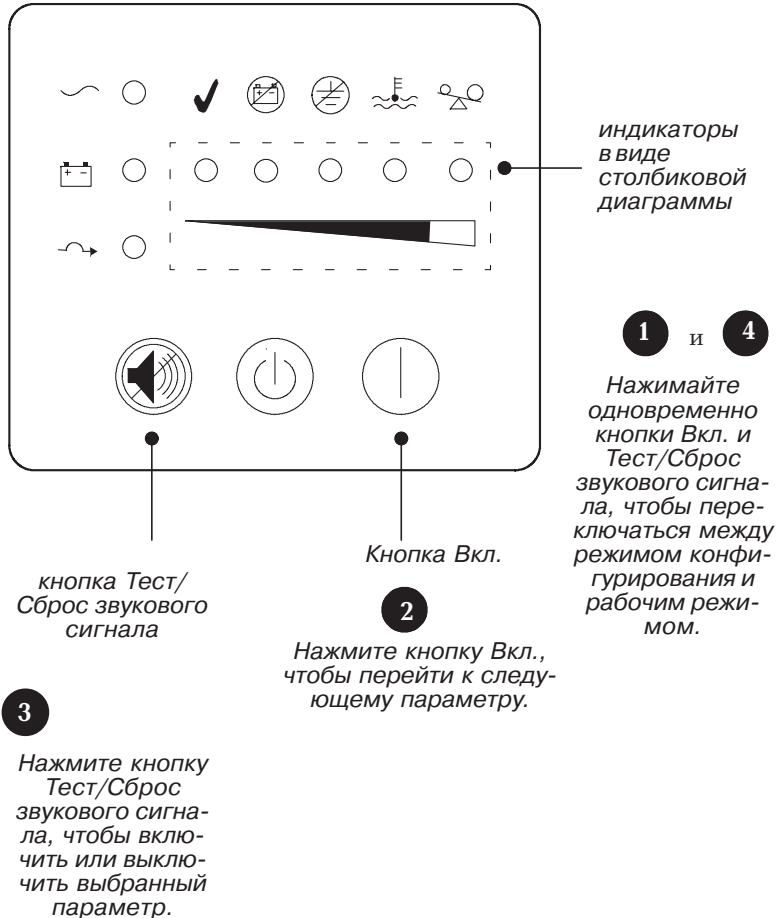 индикаторы
в виде
столбиковой
диаграммы
1 и 4
Нажимайте
одновременно
кнопки Вкл. и
Тест/Сброс
звукового сигна-
ла, чтобы пере-
ключаться между
режимом конфи-
гурирования и
рабочим режи-
мом.
кнопка Тест/
Сброс звукового
сигнала
Кнопка Вкл.
2
Нажмите кнопку Вкл.,
чтобы перейти к следу-
ющему параметру.
3
Нажмите кнопку
Тест/Сброс
звукового сигна-
ла, чтобы вклю-
чить или выклю-
чить выбранный
параметр.